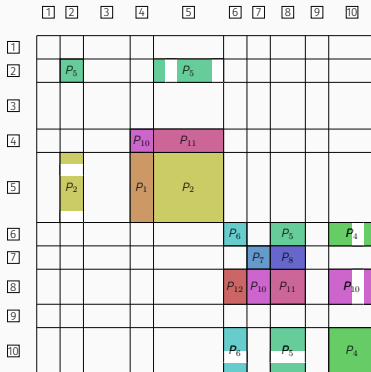 1 2 3 4 5 6 7 8 9 10
1
2 P₅ P₅
3
4 P₁₀ P₁₁
5 P₂ P₁ P₂
6 P₆ P₅ P₄
7 P₇ P₈
8 P₁₂ P₁₀ P₁₁ P₁₀
9
10 P₆ P₅ P₄